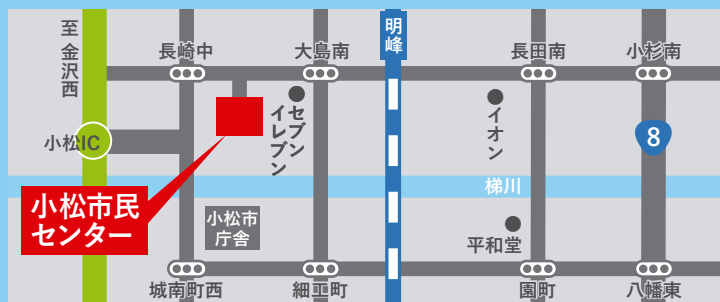 至 金沢西
長崎中
大島南
明峰
長田南
小杉南
セブン
イレブン
イオン
小松IC
8
梯川
小松市民
センター
小松市
庁舎
平和堂
城南町西
細工町
園町
八幡東